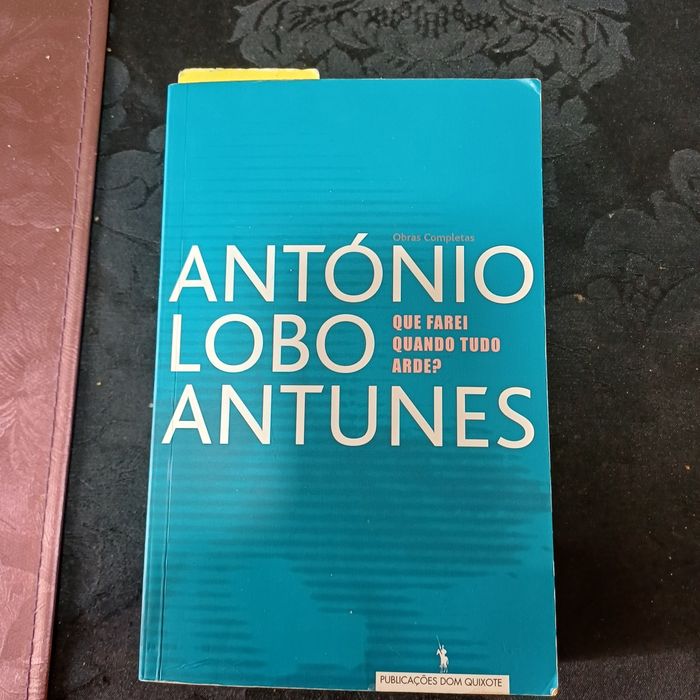 Obras Completas
ANTÓNIO
LOBO
ANTUNES
QUE FAREI
QUANDO TUDO
ARDE?
PUBLICAÇÕES DOM QUIXOTE